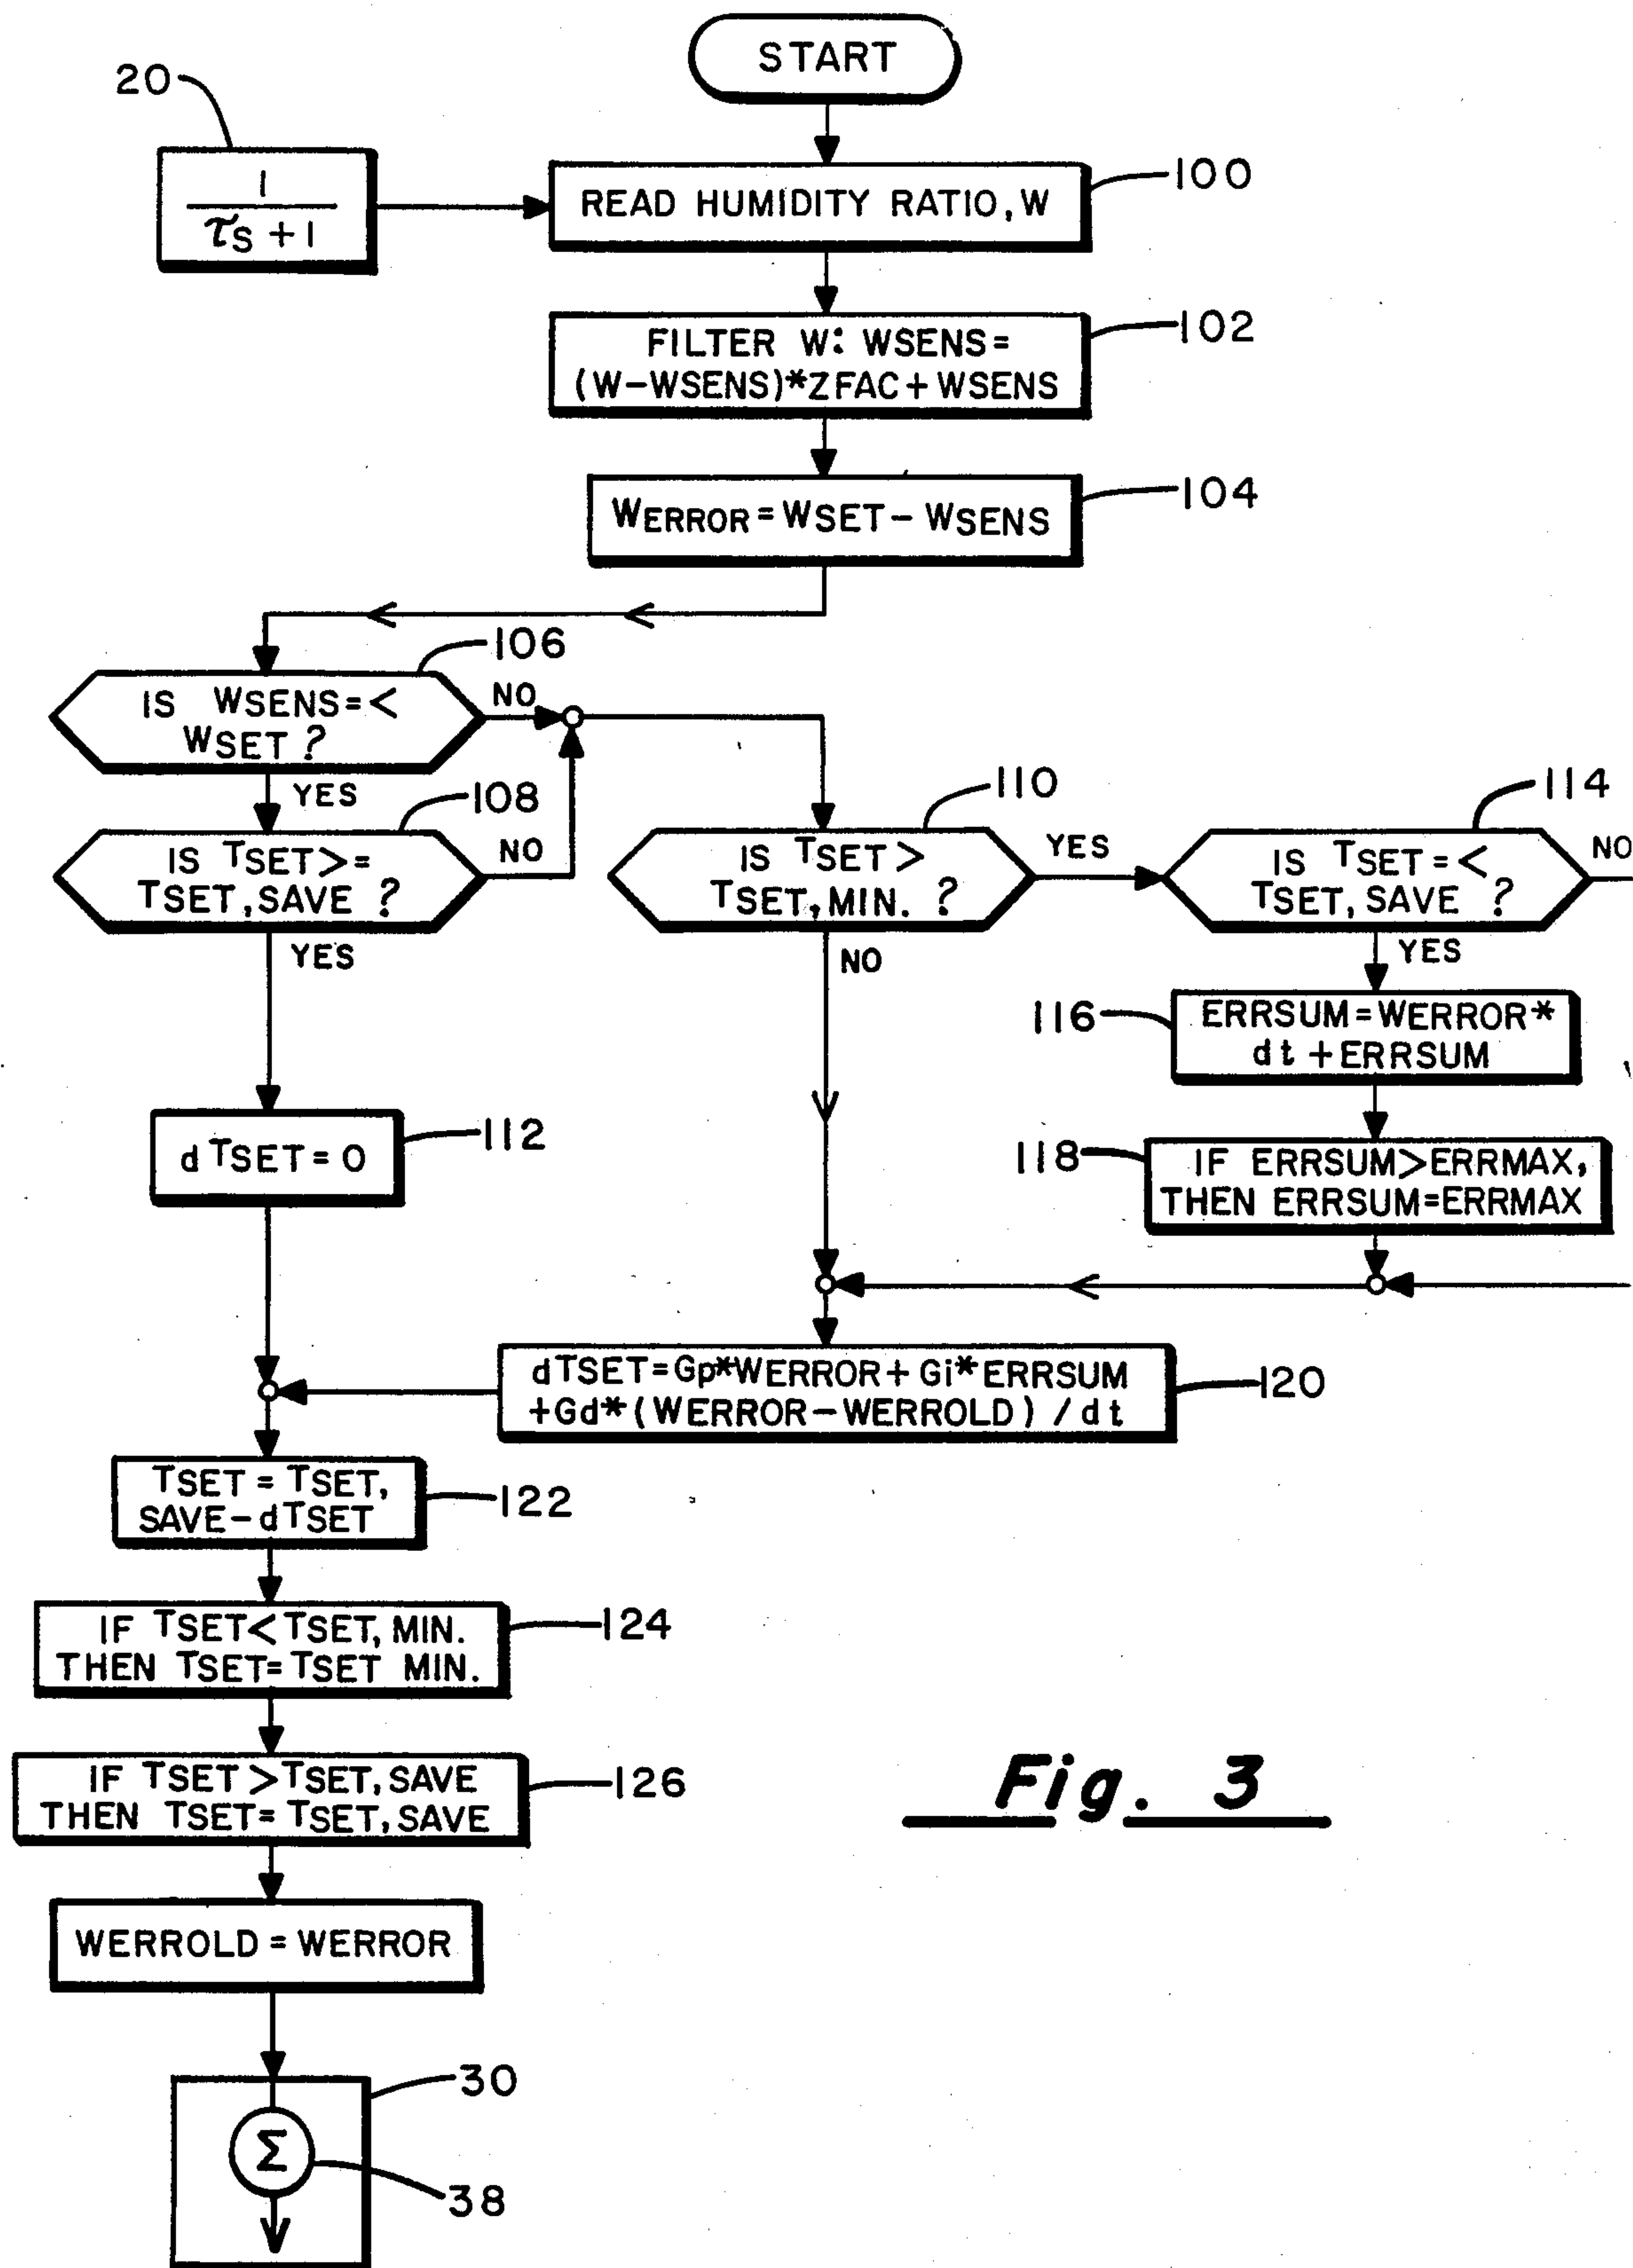 START
20
1
τS + 1
READ HUMIDITY RATIO, W
100
FILTER W: WSENS=
(W-WSENS)*ZFAC+WSENS
102
WERROR=WSET-WSENS
104
106
IS WSENS=<
WSET ?
NO
YES
108
IS TSET>=
TSET,SAVE ?
NO
YES
110
IS TSET>
TSET,MIN. ?
YES
NO
114
IS TSET=<
TSET,SAVE ?
NO
YES
116
ERRSUM=WERROR*
dt+ERRSUM
118
IF ERRSUM>ERRMAX,
THEN ERRSUM=ERRMAX
112
dTSET=0
dTSET=Gp*WERROR+Gi*ERRSUM
+Gd*(WERROR-WERROLD)/dt
120
TSET=TSET,
SAVE-dTSET
122
IF TSET<TSET,MIN.
THEN TSET=TSET MIN.
124
IF TSET>TSET,SAVE
THEN TSET=TSET,SAVE
126
WERROLD=WERROR
30
Σ
38
Fig. 3